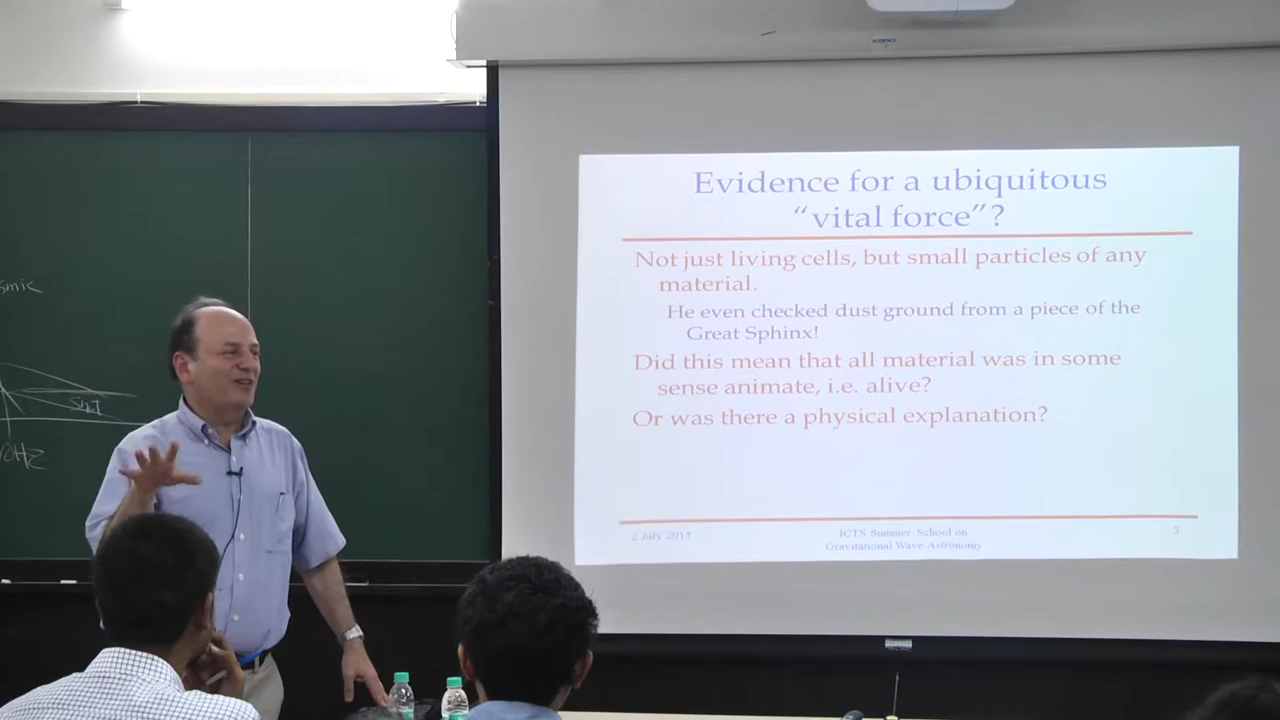 AUDIENCE
Evidence for a ubiquitous
“vital force”?
Not just living cells, but small particles of any
material.
He even checked dust ground from a piece of the
Great Sphinx!
Did this mean that all material was in some
sense animate, i.e. alive?
Or was there a physical explanation?
2 July 2015
ICTS Summer School on
Gravitational Wave Astronomy
5
smic
Shot